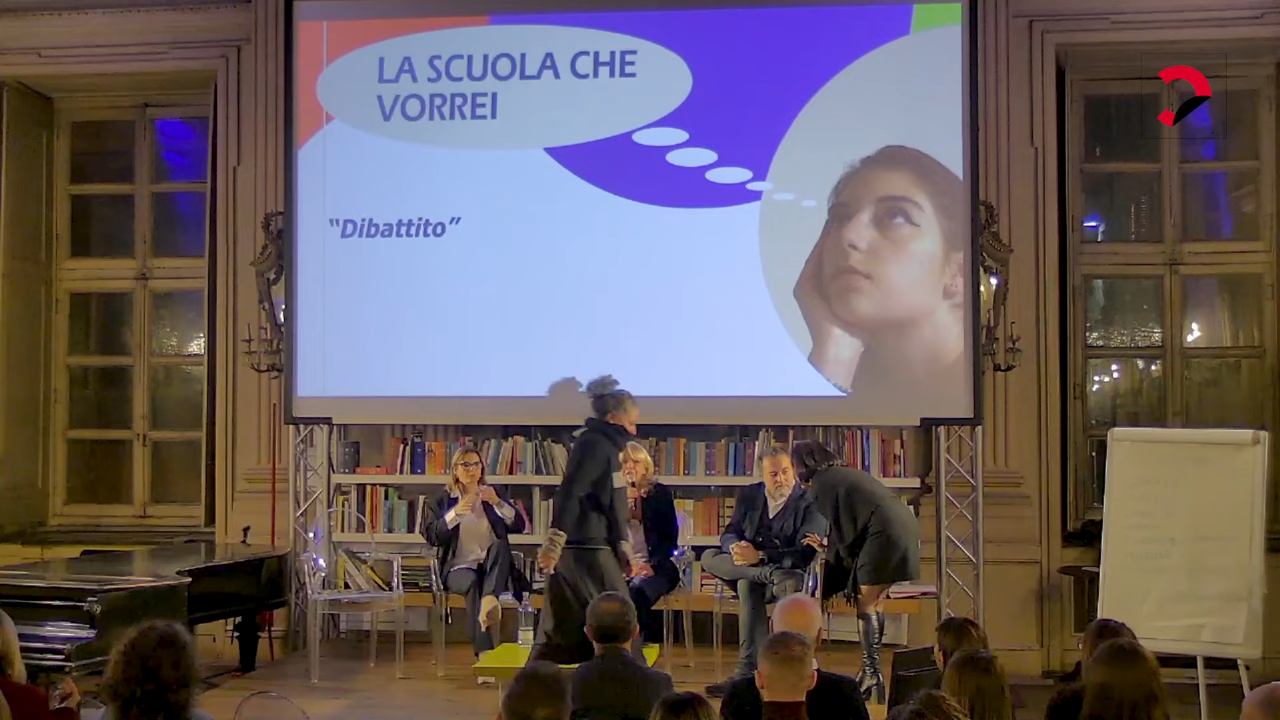 LA SCUOLA CHE
VORREI
“Dibattito”